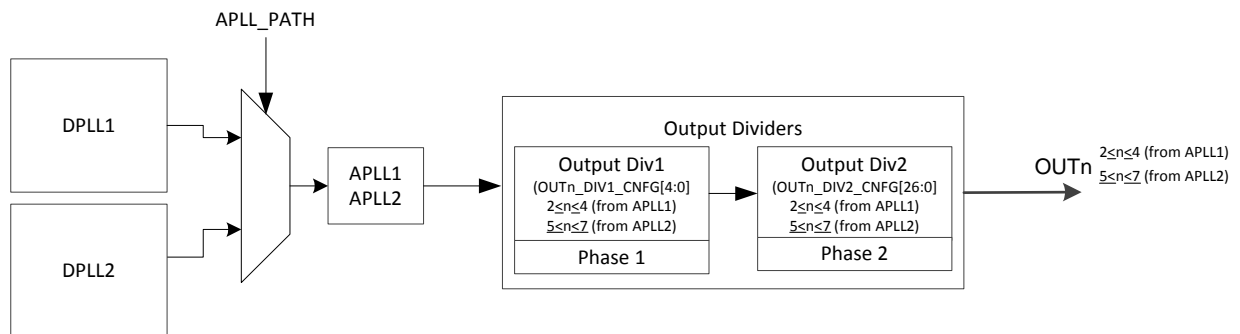 APLL_PATH
DPLL1
DPLL2
APLL1
APLL2
Output Dividers
Output Div1
(OUTn_DIV1_CNFG[4:0]
2≤n≤4 (from APLL1)
5≤n≤7 (from APLL2)
Phase 1
Output Div2
(OUTn_DIV2_CNFG[26:0]
2≤n≤4 (from APLL1)
5≤n≤7 (from APLL2)
Phase 2
OUTn
2≤n≤4 (from APLL1)
5≤n≤7 (from APLL2)